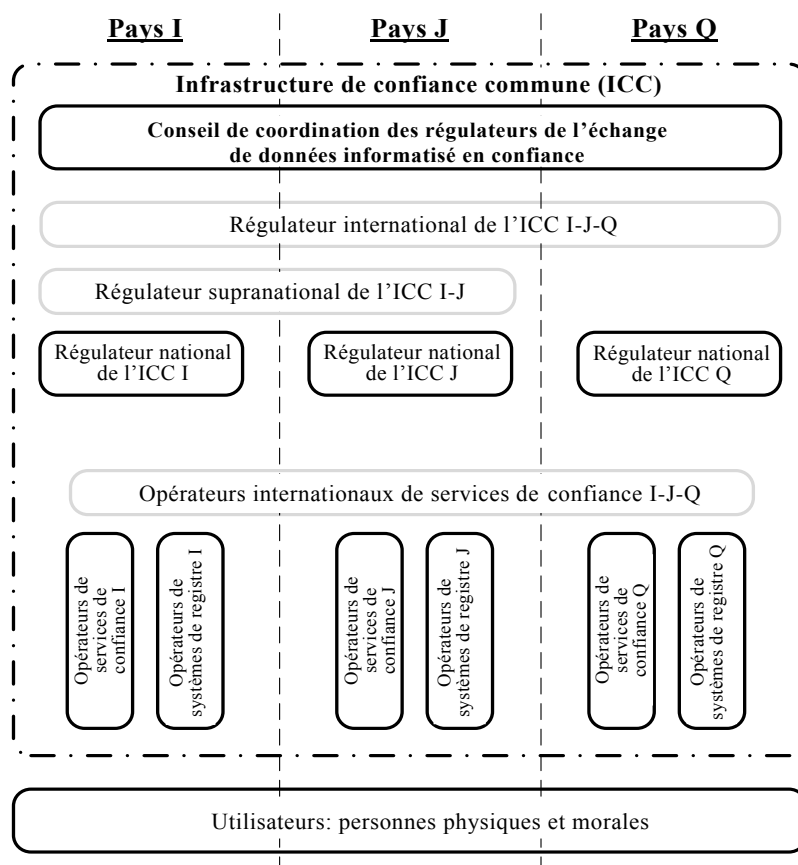 Pays I
Pays J
Pays Q
Infrastructure de confiance commune (ICC)
Conseil de coordination des régulateurs de l’échange
de données informatisé en confiance
Régulateur international de l’ICC I-J-Q
Régulateur supranational de l’ICC I-J
Régulateur national
de l’ICC I
Régulateur national
de l’ICC J
Régulateur national
de l’ICC Q
Opérateurs internationaux de services de confiance I-J-Q
Opérateurs de
services de
confiance I
Opérateurs de
systèmes de registre I
Opérateurs de
services de
confiance J
Opérateurs de
systèmes de registre J
Opérateurs de
services de
confiance Q
Opérateurs de
systèmes de registre Q
Utilisateurs: personnes physiques et morales